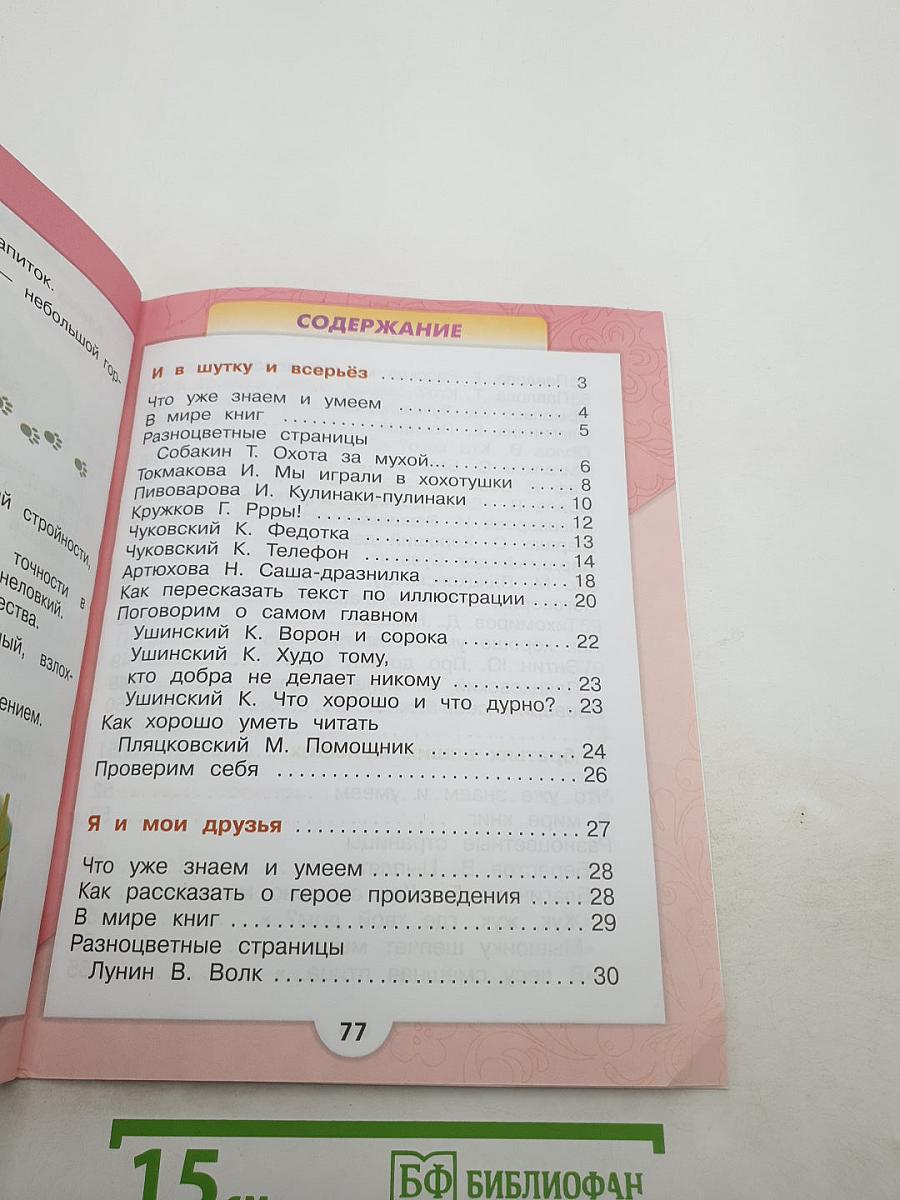 апиток.
— небольшой гор-
й стройности,
точности в
неловкий.
ества.
ный, взлох-
ением.
СОДЕРЖАНИЕ
И в шутку и всерьёз .................... 3
Что уже знаем и умеем .................... 4
В мире книг .................... 5
Разноцветные страницы
Собакин Т. Охота за мухой... .................... 6
Токмакова И. Мы играли в хохотушки ..... 8
Пивоварова И. Кулинаки-пулинаки .......... 10
Кружков Г. Ррры! .................... 12
Чуковский К. Федотка .................... 13
Чуковский К. Телефон .................... 14
Артюхова Н. Саша-дразнилка .................... 18
Как пересказать текст по иллюстрации .... 20
Поговорим о самом главном
Ушинский К. Ворон и сорока .............. 22
Ушинский К. Худо тому,
кто добра не делает никому ............ 23
Ушинский К. Что хорошо и что дурно? . 23
Как хорошо уметь читать
Пляцковский М. Помощник .............. 24
Проверим себя .................... 26
Я и мои друзья .................... 27
Что уже знаем и умеем .................... 28
Как рассказать о герое произведения ..... 28
В мире книг .................... 29
Разноцветные страницы
Лунин В. Волк .................... 30
77
15 см
БФ БИБЛИОФАН